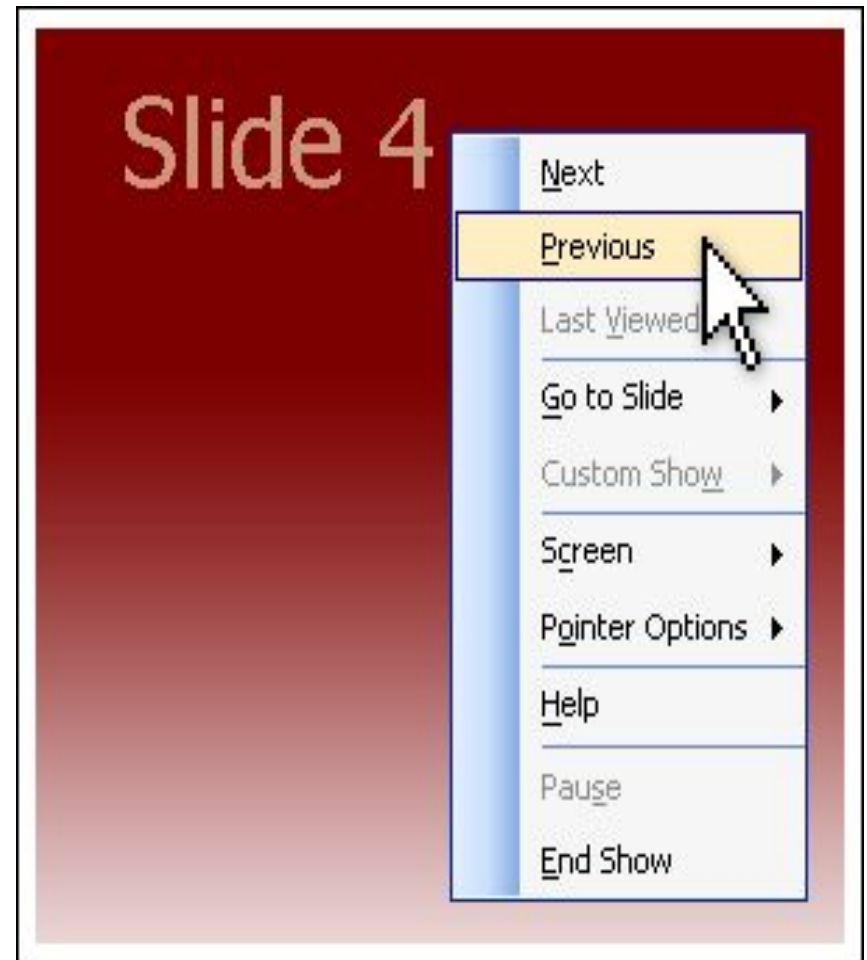 Slide 4
Next
Previous
Last Viewed
Go to Slide
Custom Show
Screen
Pointer Options
Help
Pause
End Show